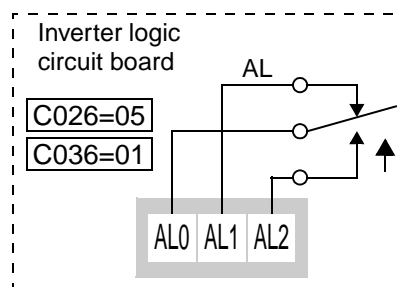 Inverter logic
circuit board
AL
C026=05
C036=01
AL0 AL1 AL2